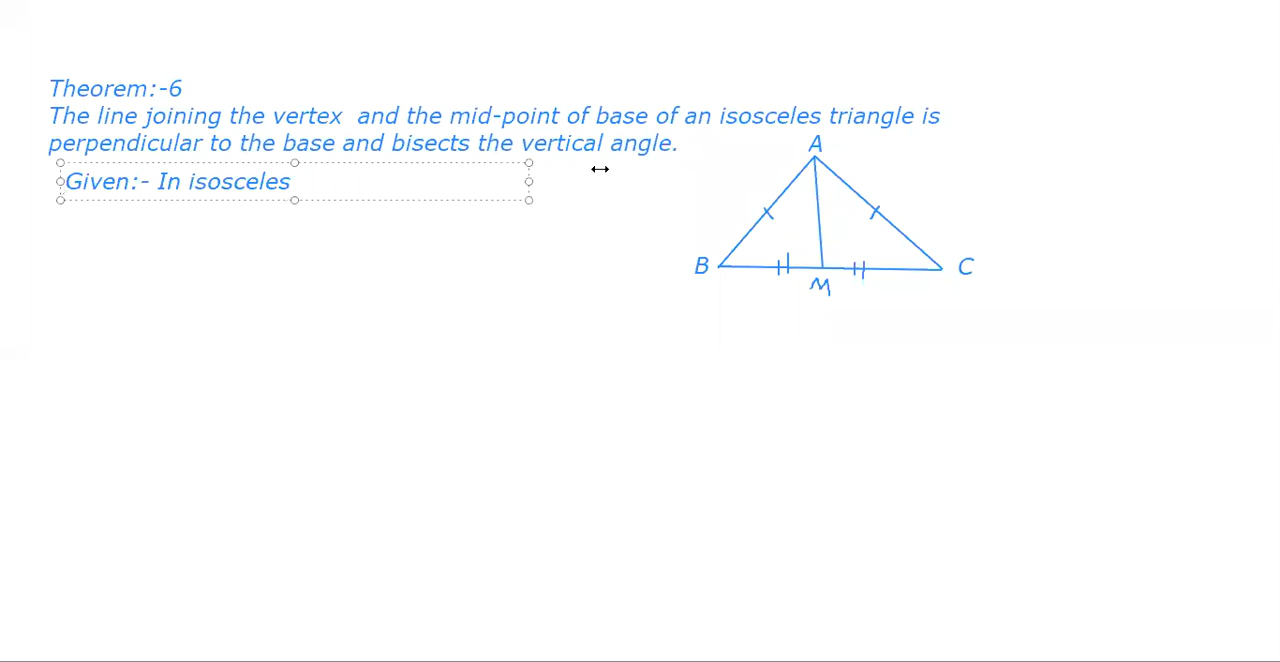 Theorem:-6
The line joining the vertex and the mid-point of base of an isosceles triangle is
perpendicular to the base and bisects the vertical angle.
A
Given:- In isosceles
B
C
M